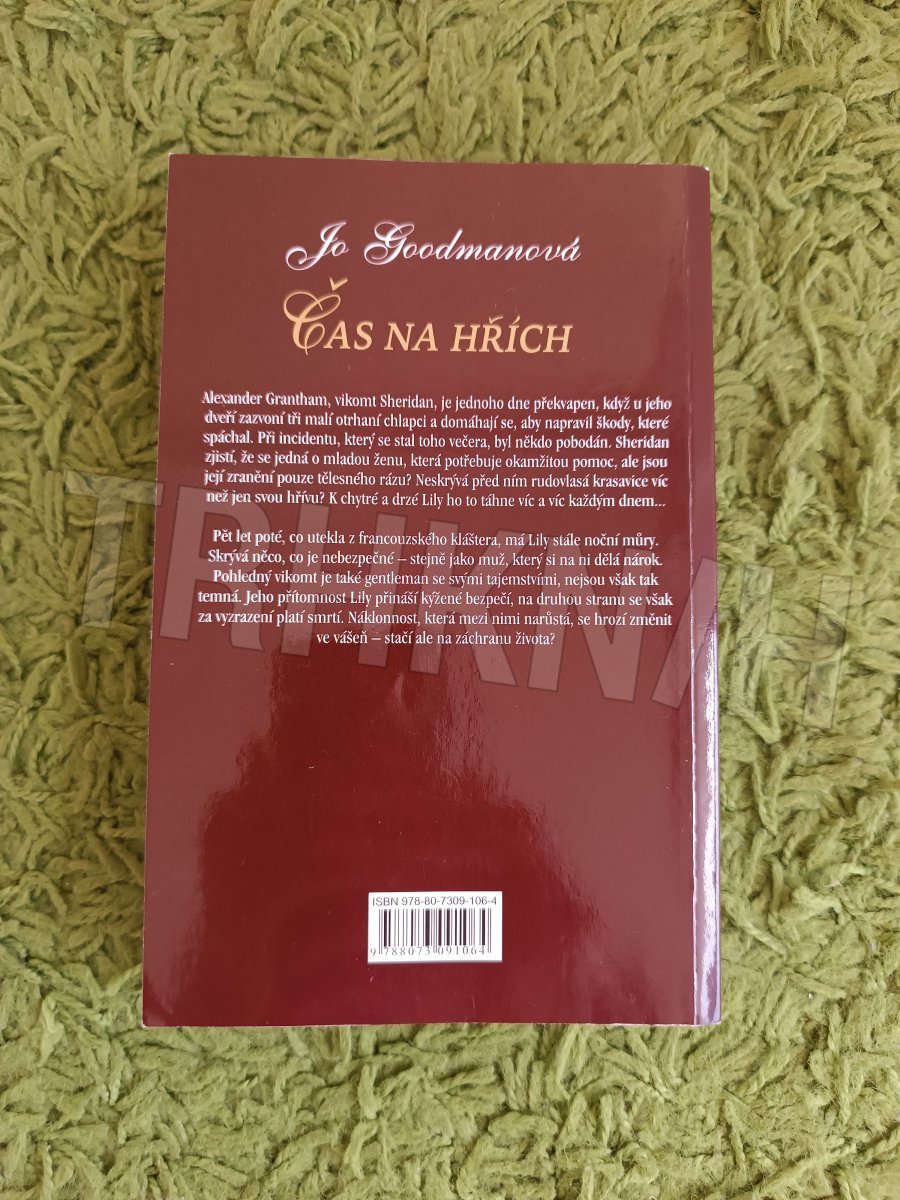 Jo Goodmanová
ČAS NA HŘÍCH
Alexander Grantham, vikomt Sheridan, je jednoho dne překvapen, když u jeho
dveří zazvoní tři malí otrhaní chlapci a domáhají se, aby napravil škody, které
spáchal. Při incidentu, který se stal toho večera, byl někdo pobodán. Sheridan
zjistí, že se jedná o mladou ženu, která potřebuje okamžitou pomoc, ale jsou
její zranění pouze tělesného rázu? Neskrývá před ním rudovlasá krasavice víc
než jen svou hřívu? K chytré a drzé Lily ho to táhne víc a víc každým dnem...
Pět let poté, co utekla z francouzského kláštera, má Lily stále noční můry.
Skrývá něco, co je nebezpečné – stejně jako muž, který si na ni dělá nárok.
Pohledný vikomt je také gentleman se svými tajemstvími, nejsou však tak
temná. Jeho přítomnost Lily přináší kýžené bezpečí, na druhou stranu se však
za vyzrazení platí smrtí. Náklonnost, která mezi nimi narůstá, se hrozí změnit
ve vášeň – stačí ale na záchranu života?
ISBN 978-80-7309-106-4
9 788073 091064